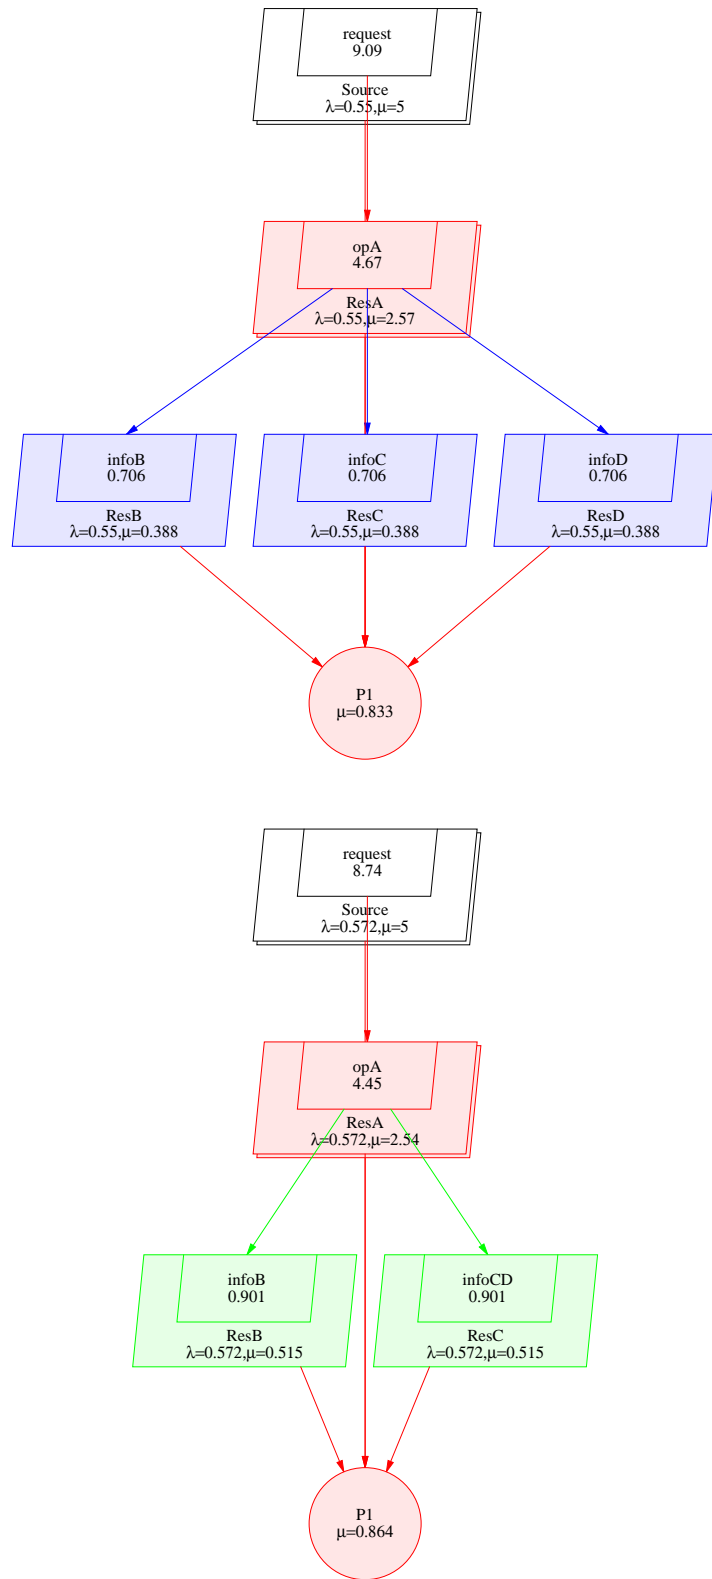 request
9.09
Source
λ=0.55,μ=5
opA
4.67
ResA
λ=0.55,μ=2.57
infoB
0.706
ResB
λ=0.55,μ=0.388
infoC
0.706
ResC
λ=0.55,μ=0.388
infoD
0.706
ResD
λ=0.55,μ=0.388
P1
μ=0.833
request
8.74
Source
λ=0.572,μ=5
opA
4.45
ResA
λ=0.572,μ=2.54
infoB
0.901
ResB
λ=0.572,μ=0.515
infoCD
0.901
ResC
λ=0.572,μ=0.515
P1
μ=0.864